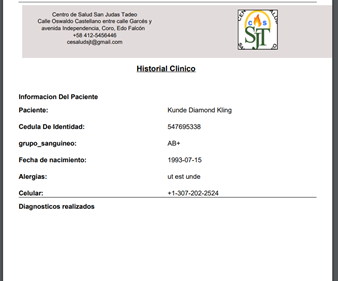 Centro de Salud San Judas Tadeo
Calle Oswaldo Castellano entre calle Garcés y
avenida Independencia, Coro, Edo Falcón
+58 412-5456446
cesaludsjt@gmail.com
C S
SJT
Historial Clinico
Informacion Del Paciente
Paciente: Kunde Diamond Kling
Cedula De Identidad: 547695338
grupo_sanguineo: AB+
Fecha de nacimiento: 1993-07-15
Alergias: ut est unde
Celular: +1-307-202-2524
Diagnosticos realizados